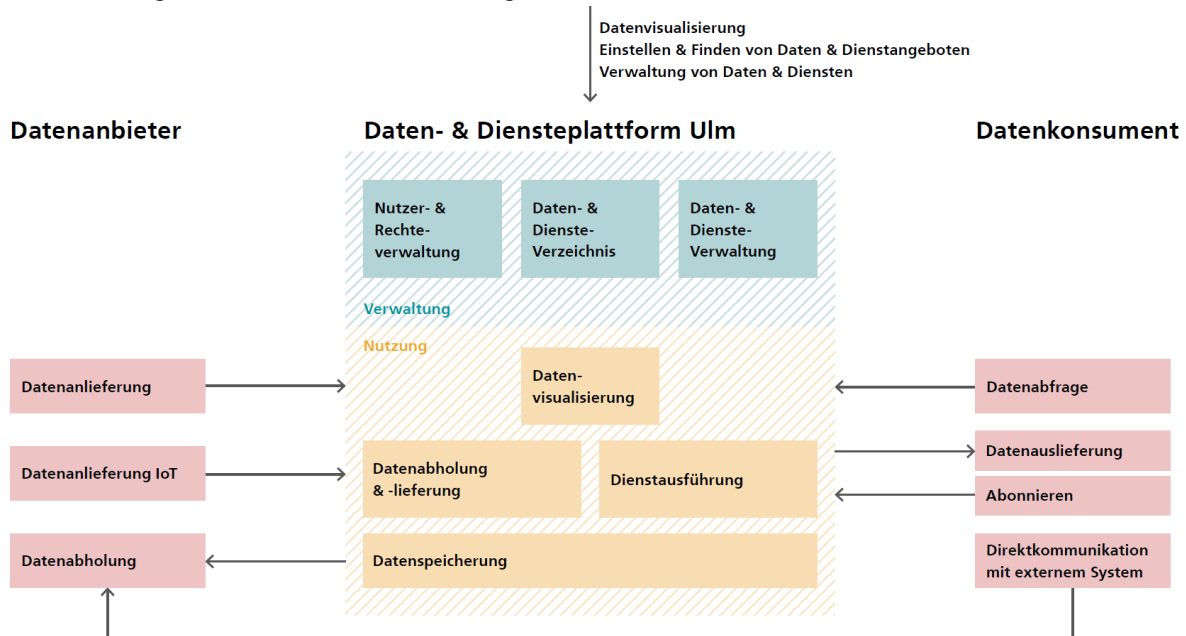 Datenvisualisierung
Einstellen & Finden von Daten & Dienstangeboten
Verwaltung von Daten & Diensten
Datenanbieter
Daten- & Diensteplattform Ulm
Datenkonsument
Nutzer- &
Rechte-
verwaltung
Daten- &
Dienste-
Verzeichnis
Daten- &
Dienste-
Verwaltung
Verwaltung
Nutzung
Datenanlieferung
Daten-
visualisierung
Datenabfrage
Datenanlieferung IoT
Datenabholung
& -lieferung
Dienstausführung
Datenauslieferung
Abonnieren
Datenabholung
Datenspeicherung
Direktkommunikation
mit externem System